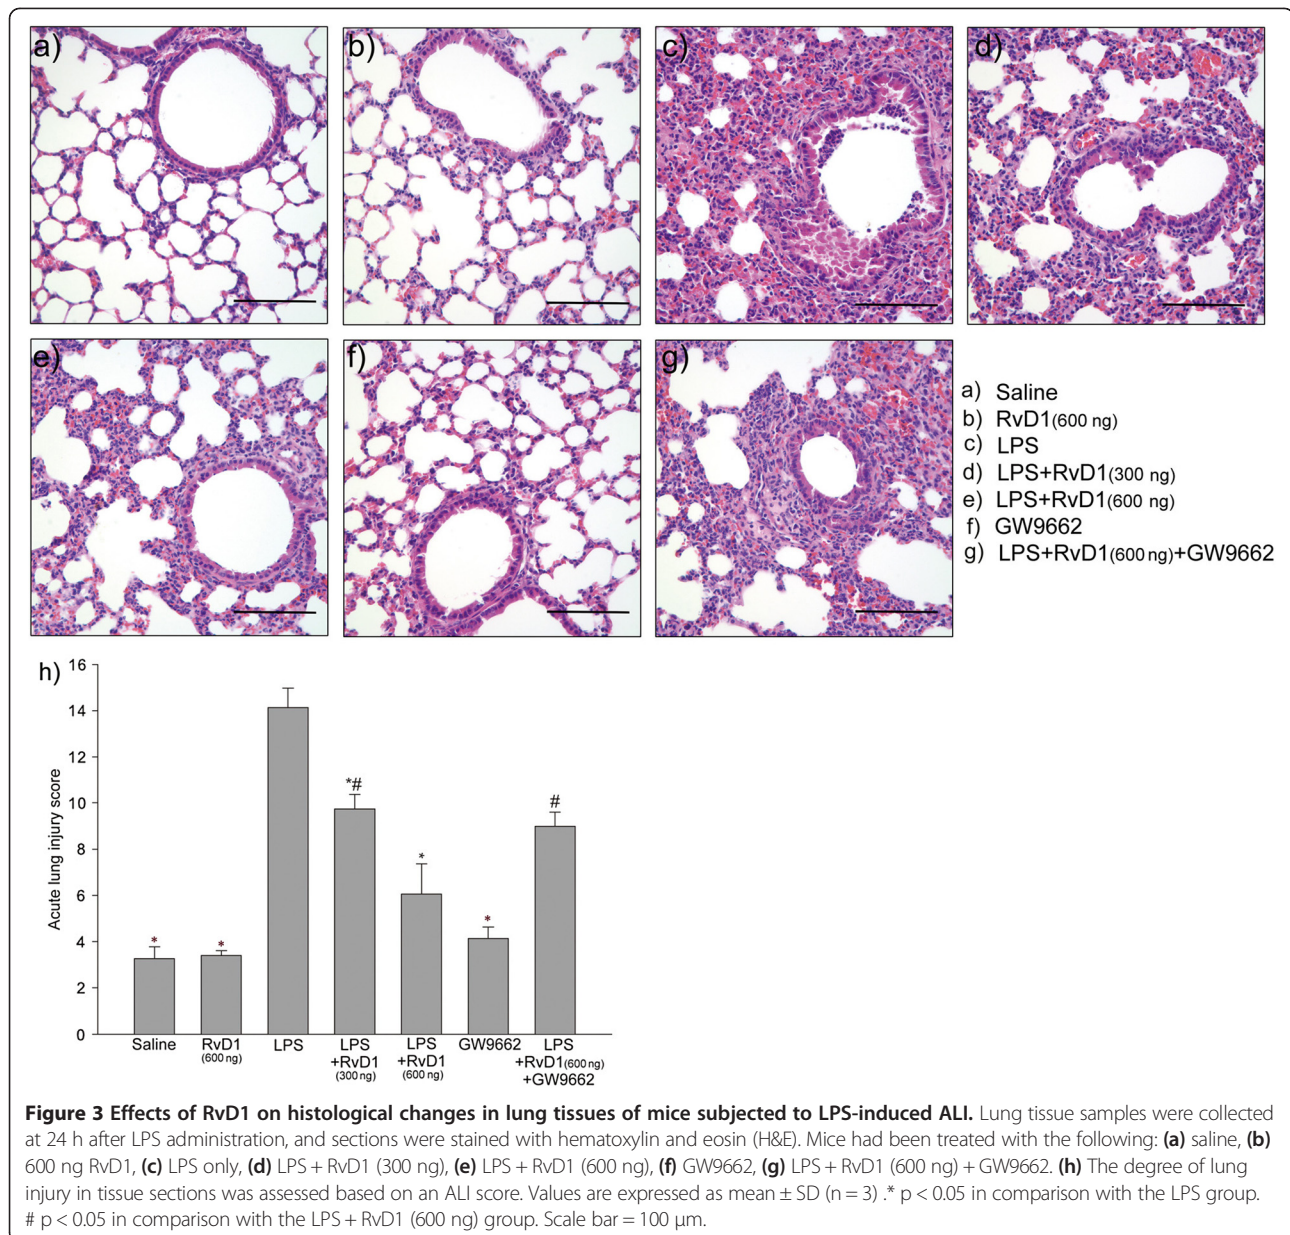 a)
b)
c)
d)
e)
f)
g)
a) Saline
b) RvD1(600 ng)
c) LPS
d) LPS+RvD1(300 ng)
e) LPS+RvD1(600 ng)
f) GW9662
g) LPS+RvD1(600 ng)+GW9662
h)
Acute lung injury score
16
14
12
10
8
6
4
2
0
*
*
*#
*
*
#
Saline
RvD1
(600 ng)
LPS
LPS
+RvD1
(300 ng)
LPS
+RvD1
(600 ng)
GW9662
LPS
+RvD1(600 ng)
+GW9662
Figure 3 Effects of RvD1 on histological changes in lung tissues of mice subjected to LPS-induced ALI. Lung tissue samples were collected
at 24 h after LPS administration, and sections were stained with hematoxylin and eosin (H&E). Mice had been treated with the following: (a) saline, (b)
600 ng RvD1, (c) LPS only, (d) LPS + RvD1 (300 ng), (e) LPS + RvD1 (600 ng), (f) GW9662, (g) LPS + RvD1 (600 ng) + GW9662. (h) The degree of lung
injury in tissue sections was assessed based on an ALI score. Values are expressed as mean ± SD (n = 3) .* p < 0.05 in comparison with the LPS group.
# p < 0.05 in comparison with the LPS + RvD1 (600 ng) group. Scale bar = 100 μm.